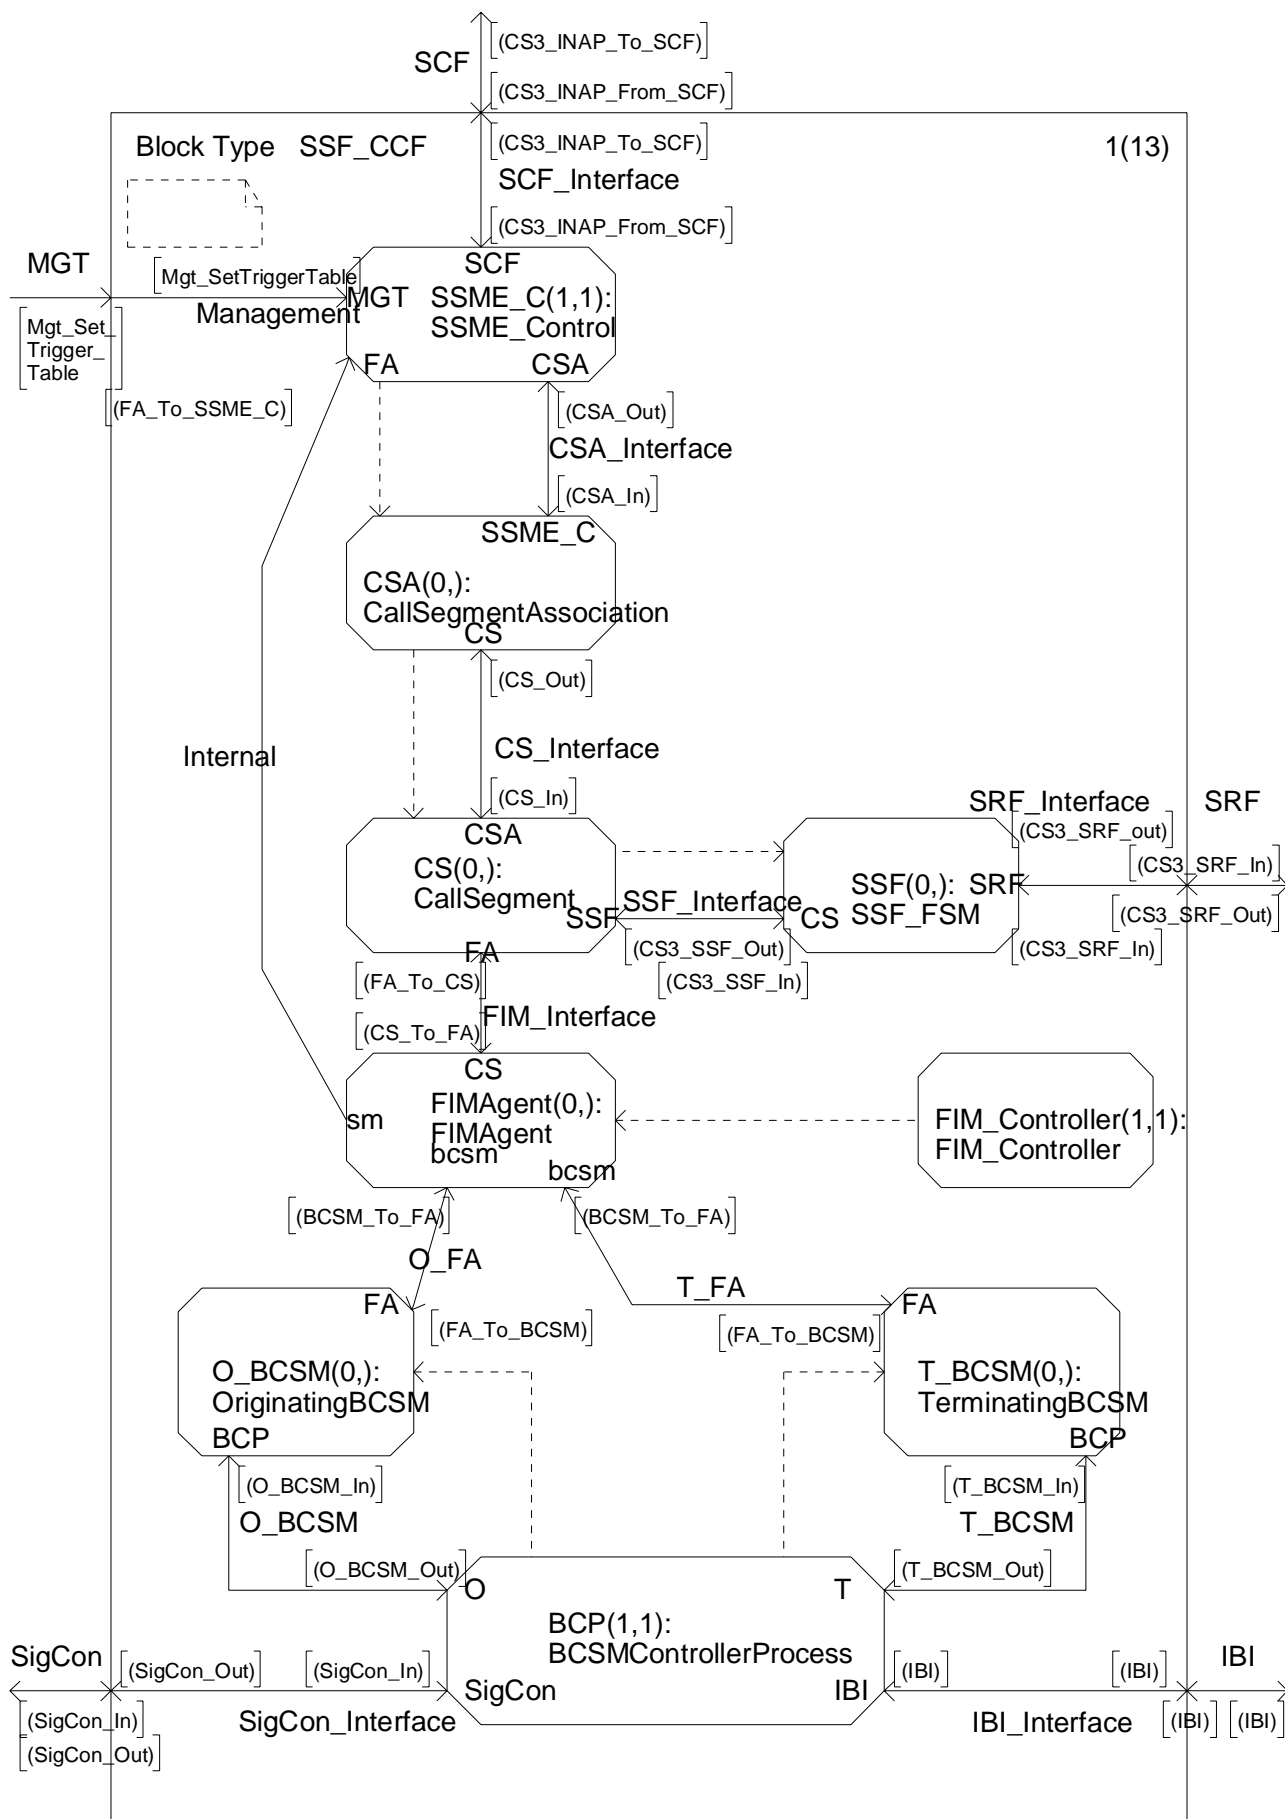 (CS3_INAP_To_SCF)
SCF
(CS3_INAP_From_SCF)
Block Type SSF_CCF
(CS3_INAP_To_SCF)
1(13)
SCF_Interface
(CS3_INAP_From_SCF)
MGT
SCF
Mgt_SetTriggerTable
MGT
SSME_C(1,1):
SSME_Control
Management
Mgt_Set_
Trigger_
Table
FA
CSA
(FA_To_SSME_C)
(CSA_Out)
CSA_Interface
(CSA_In)
SSME_C
CSA(0,):
CallSegmentAssociation
CS
(CS_Out)
Internal
CS_Interface
(CS_In)
SRF_Interface
SRF
CSA
(CS3_SRF_out)
(CS3_SRF_In)
CS(0,):
CallSegment
SSF
SSF_Interface
CS
SSF(0,):
SSF_FSM
SRF
(CS3_SRF_Out)
FA
(CS3_SSF_Out)
(CS3_SRF_In)
(FA_To_CS)
(CS3_SSF_In)
FIM_Interface
(CS_To_FA)
CS
sm
FIMAgent(0,):
FIMAgent
bcsm
bcsm
FIM_Controller(1,1):
FIM_Controller
(BCSM_To_FA)
(BCSM_To_FA)
O_FA
T_FA
FA
FA
(FA_To_BCSM)
(FA_To_BCSM)
O_BCSM(0,):
OriginatingBCSM
T_BCSM(0,):
TerminatingBCSM
BCP
BCP
(O_BCSM_In)
(T_BCSM_In)
O_BCSM
T_BCSM
(O_BCSM_Out)
(T_BCSM_Out)
O
T
BCP(1,1):
BCSMControllerProcess
SigCon
(SigCon_Out)
(SigCon_In)
(IBI)
(IBI)
IBI
SigCon
IBI
(SigCon_In)
SigCon_Interface
IBI_Interface
(IBI)
(IBI)
(SigCon_Out)